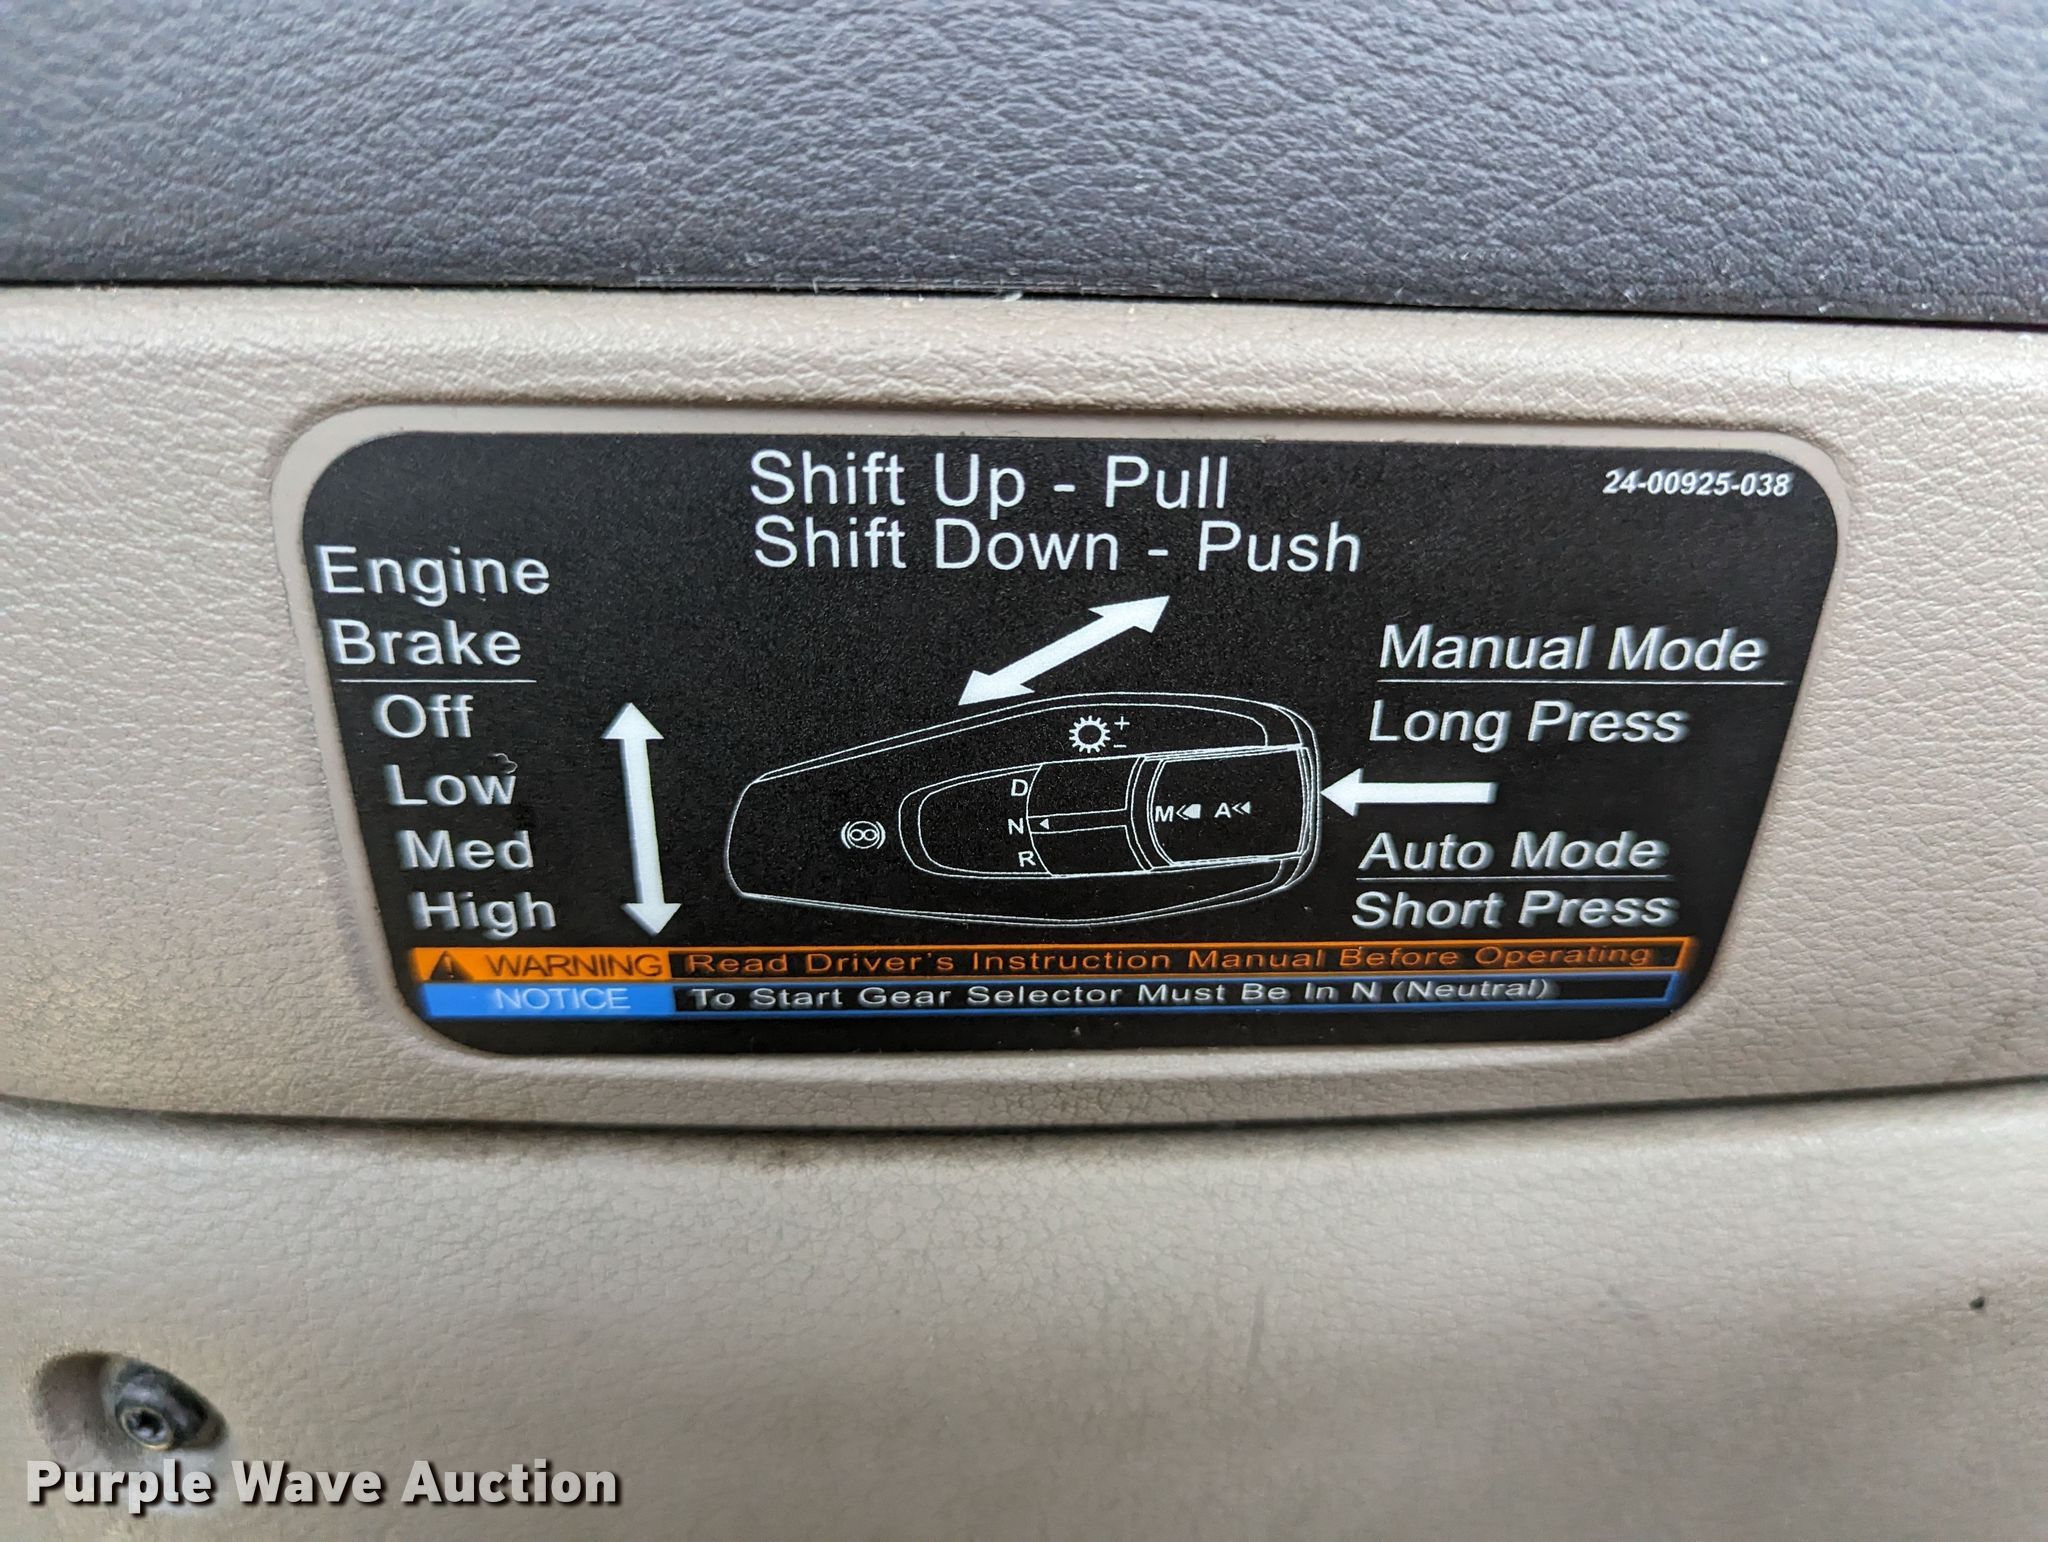 Shift Up - Pull
Shift Down - Push
24-00925-038
Engine
Brake
Off
Low
Med
High
+
-
D
N
R
M A
Manual Mode
Long Press
Auto Mode
Short Press
WARNING Read Driver's Instruction Manual Before Operating
NOTICE To Start Gear Selector Must Be In N (Neutral)
Purple Wave Auction